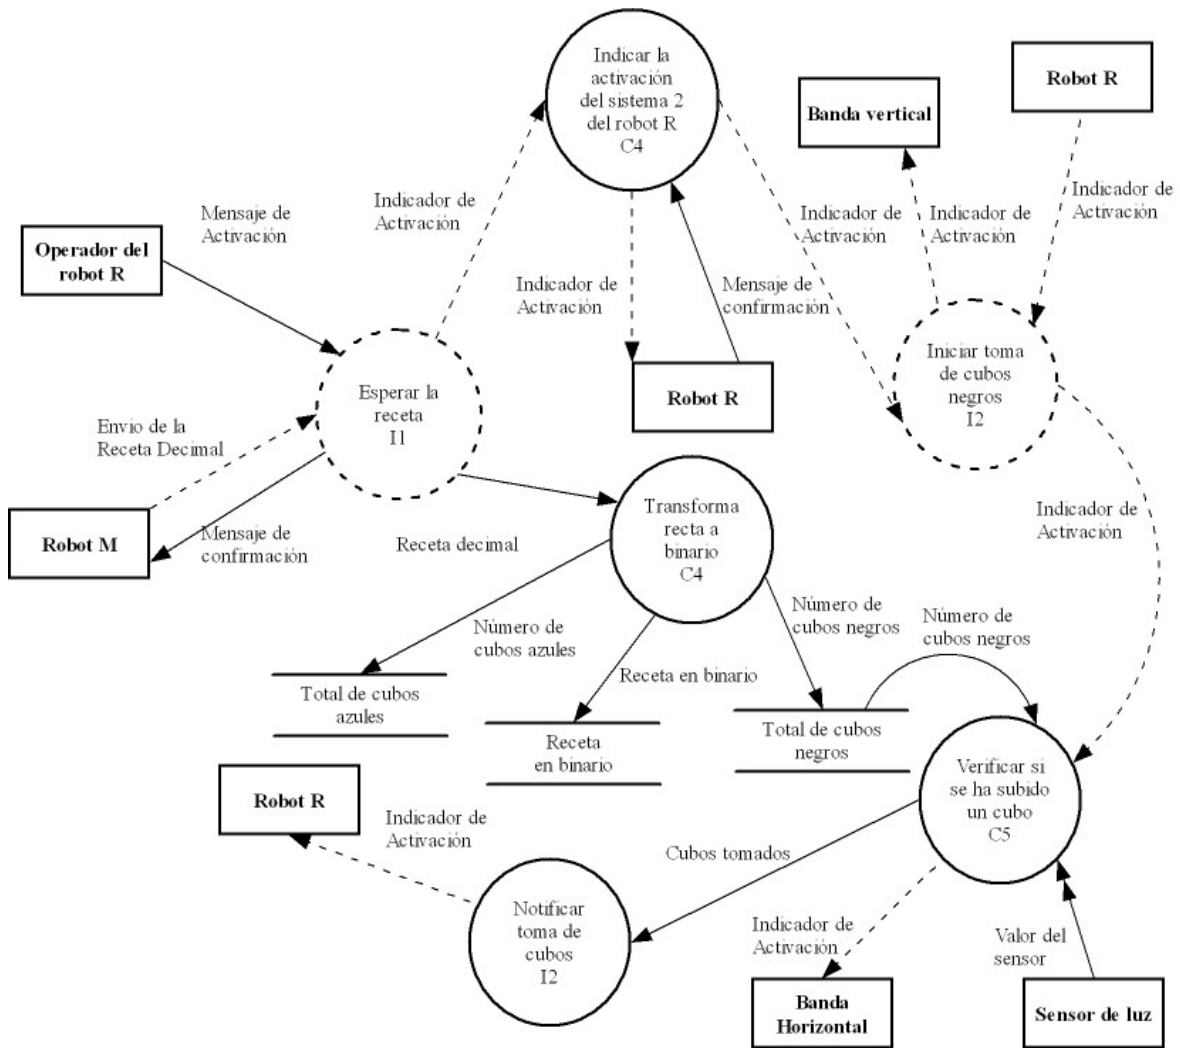 Indicar la
activación
del sistema 2
del robot R
C4
Banda vertical
Robot R
Mensaje de
Activación
Indicador de
Activación
Indicador de
Activación
Indicador de
Activación
Indicador de
Activación
Operador del
robot R
Indicador de
Activación
Mensaje de
confirmación
Iniciar toma
de cubos
negros
I2
Esperar la
receta
I1
Robot R
Envio de la
Receta Decimal
Robot M
Mensaje de
confirmación
Receta decimal
Transforma
recta a
binario
C4
Indicador de
Activación
Número de
cubos azules
Número de
cubos negros
Número de
cubos negros
Receta en binario
Total de cubos
azules
Receta
en binario
Total de cubos
negros
Verificar si
se ha subido
un cubo
C5
Robot R
Indicador de
Activación
Cubos tomados
Notificar
toma de
cubos
I2
Indicador de
Activación
Valor del
sensor
Banda
Horizontal
Sensor de luz